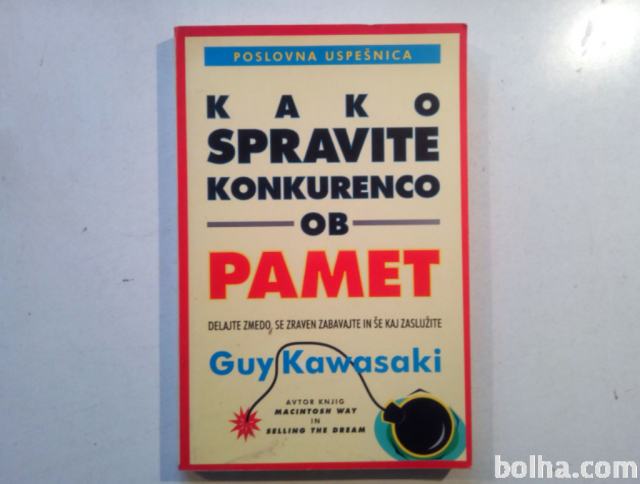 POSLOVNA USPEŠNICA
KAKO
SPRAVITE
KONKURENCO
OB
PAMET
DELAJTE ZMEDO, SE ZRAVEN ZABAVAJTE IN ŠE KAJ ZASLUŽITE
Guy Kawasaki
AVTOR KNJIG
MACINTOSH WAY
IN
SELLING THE DREAM
bolha.com